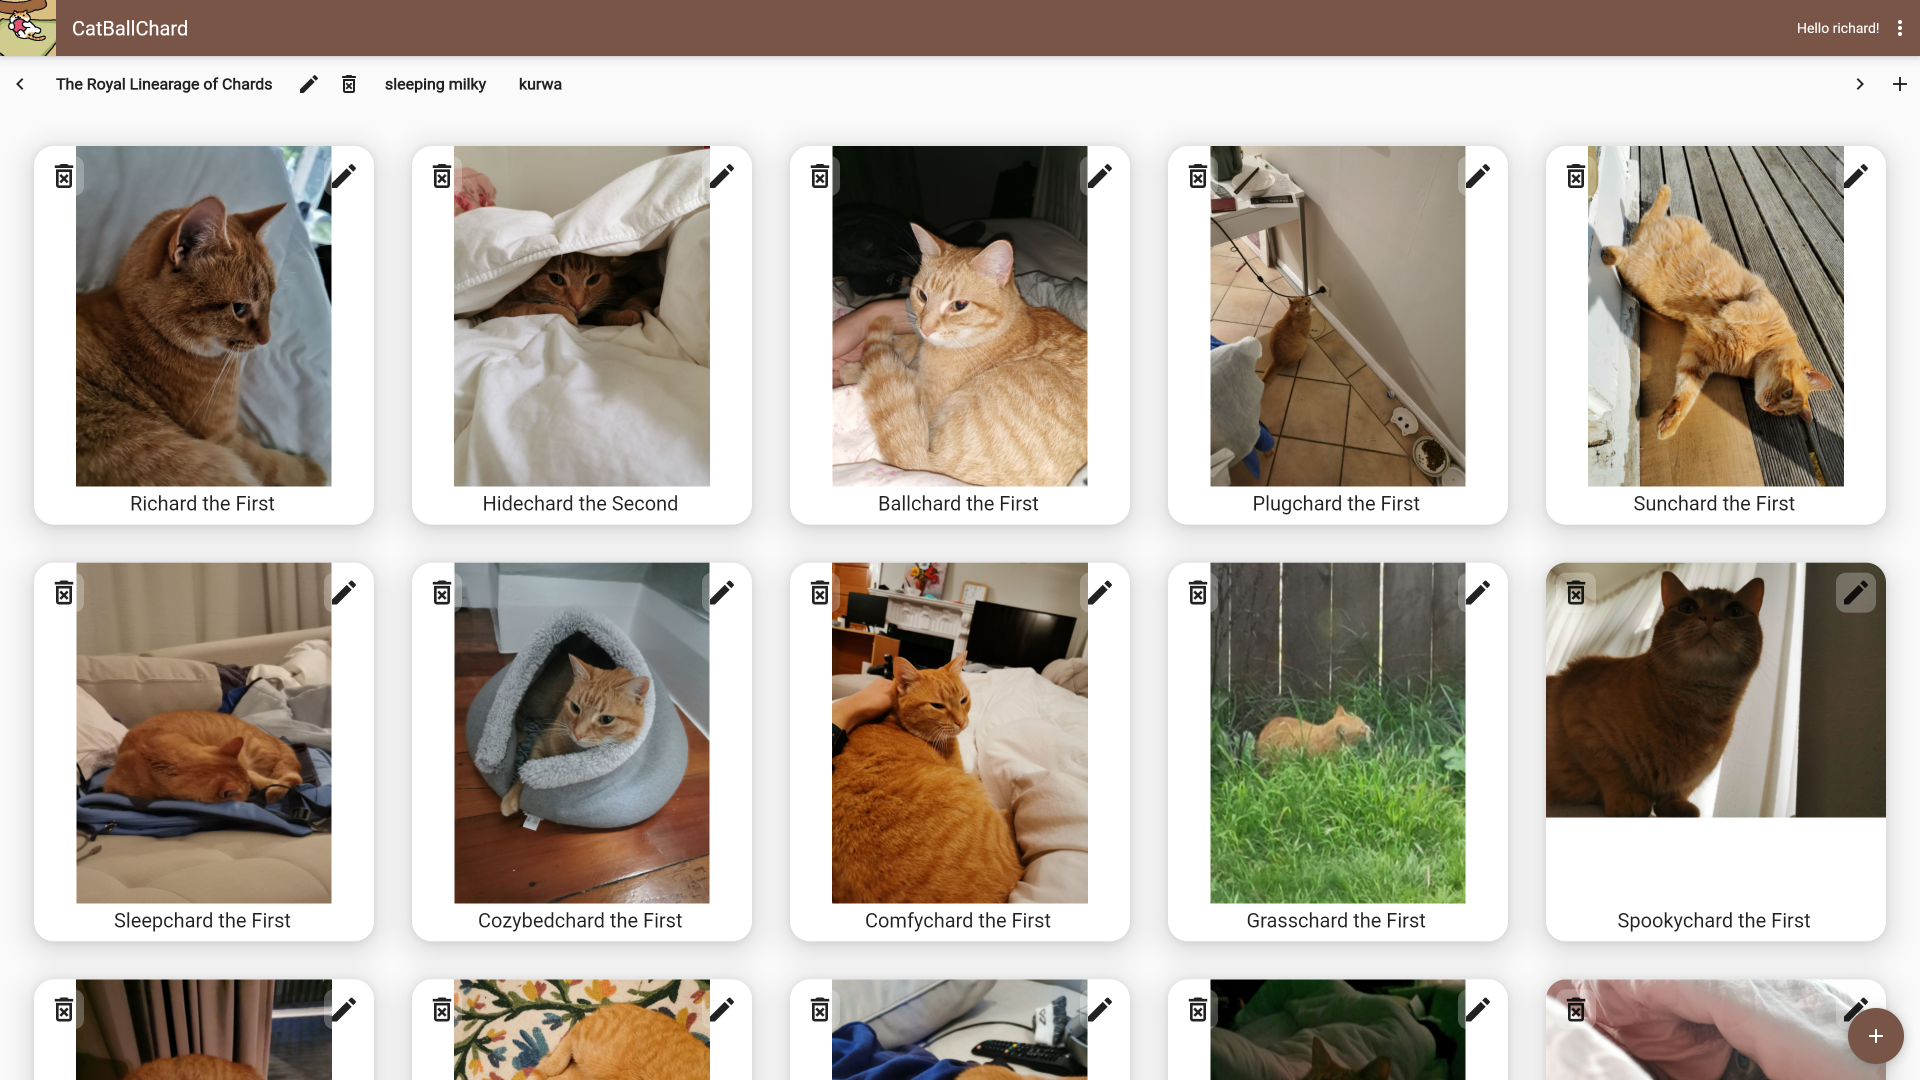 CatBallChard
Hello richard!
The Royal Linearage of Chards
sleeping milky
kurwa
Richard the First
Hidechard the Second
Ballchard the First
Plugchard the First
Sunchard the First
Sleepchard the First
Cozybedchard the First
Comfychard the First
Grasschard the First
Spookychard the First